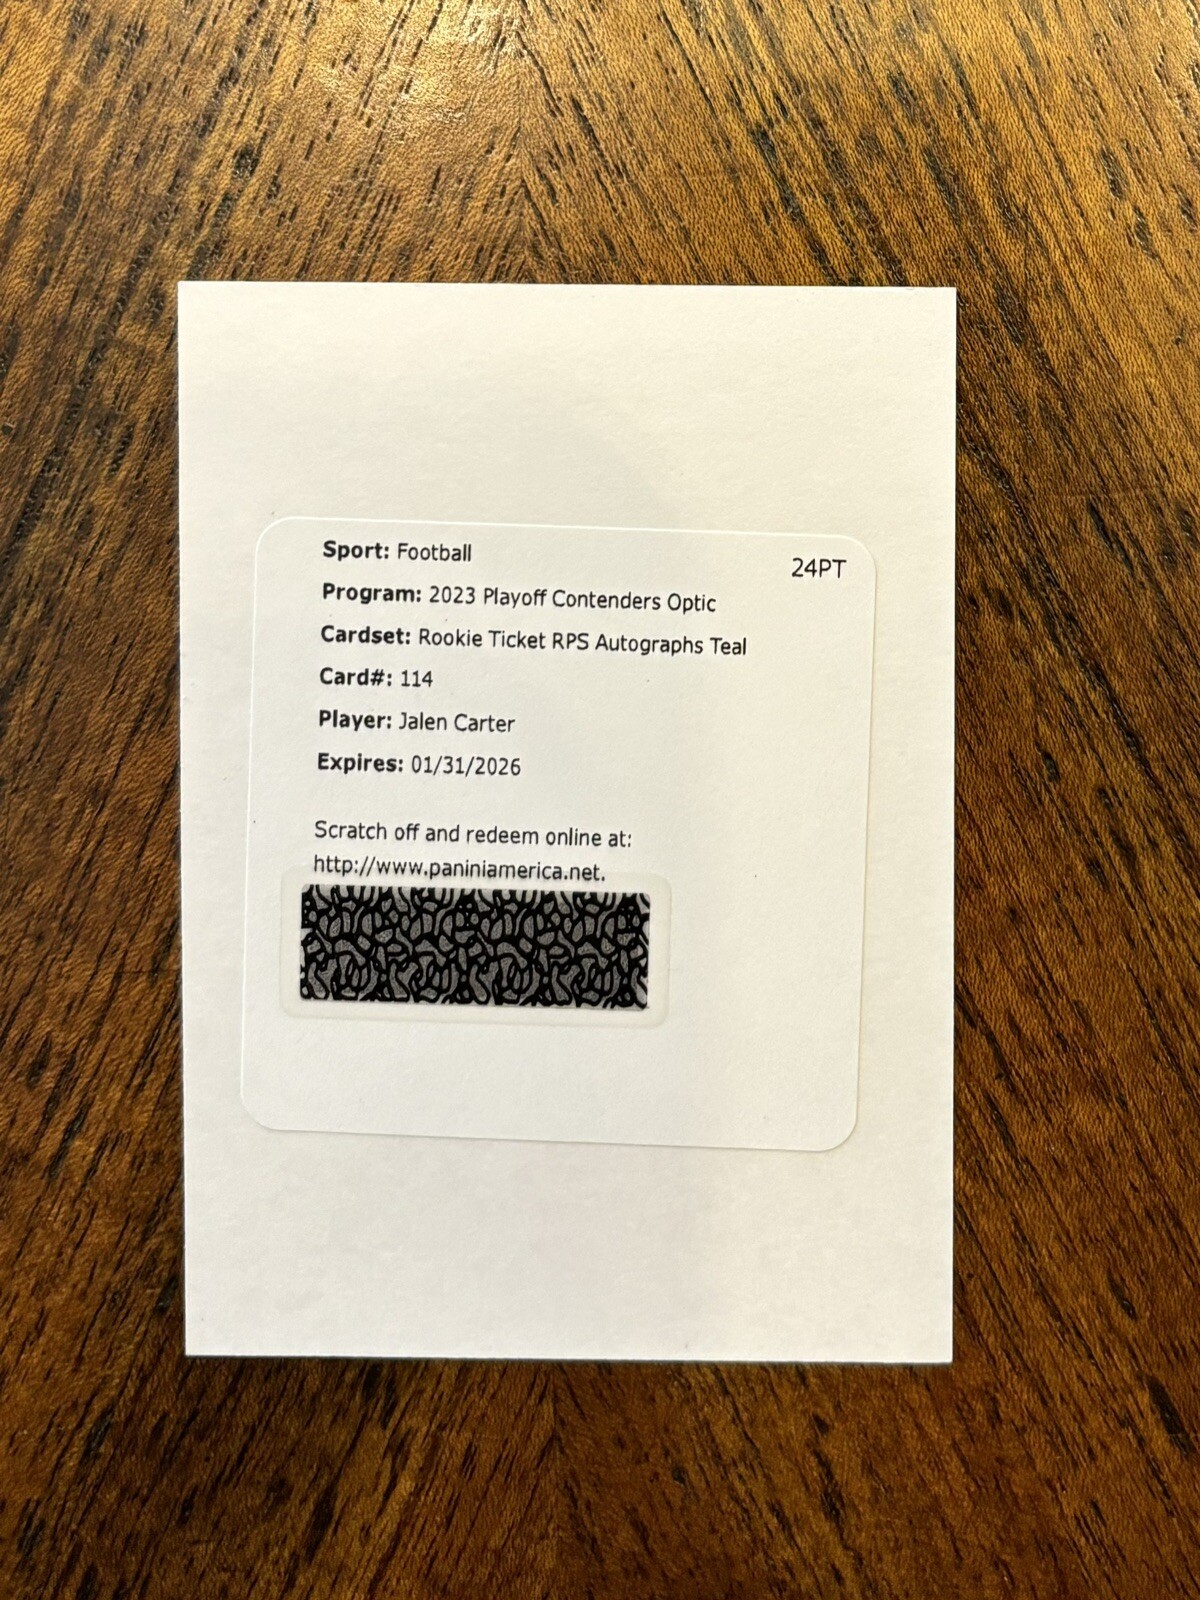 Sport: Football
24PT
Program: 2023 Playoff Contenders Optic
Cardset: Rookie Ticket RPS Autographs Teal
Card#: 114
Player: Jalen Carter
Expires: 01/31/2026
Scratch off and redeem online at:
http://www.paniniamerica.net.